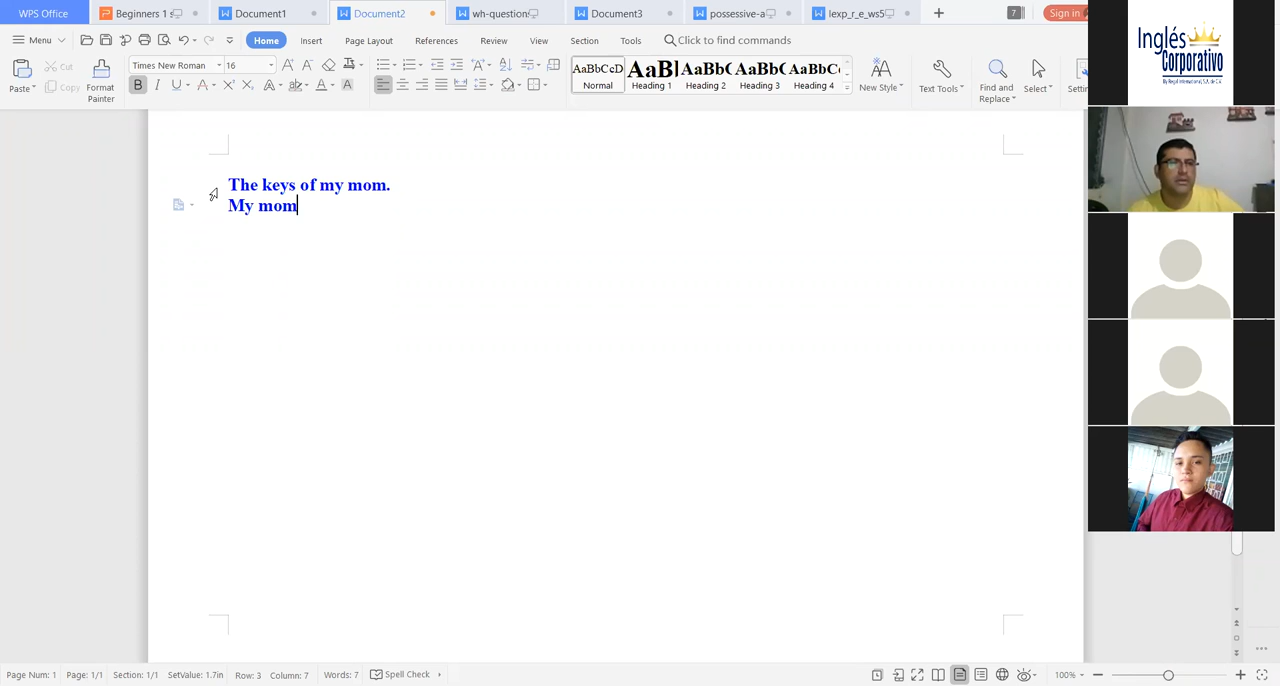 WPS Office
Beginners 1
Document1
Document2
wh-question
Document3
possessive-a
lexp_r_e_ws5
7
Sign in
Menu
Home
Insert
Page Layout
References
View
Section
Tools
Click to find commands
Paste
Cut
Copy
Format
Painter
Times New Roman
16
AaBbCcD
Normal
Heading 1
AaBb(
Heading 2
AaBb(
Heading 3
AaBbC
Heading 4
New Style
Text Tools
Find and
Replace
Select
Inglés
Corporativo
The keys of my mom.
My mom
Page Num: 1
Page: 1/1
Section: 1/1
SetValue: 1.7in
Row: 3
Column: 7
Words: 7
Spell Check
100%